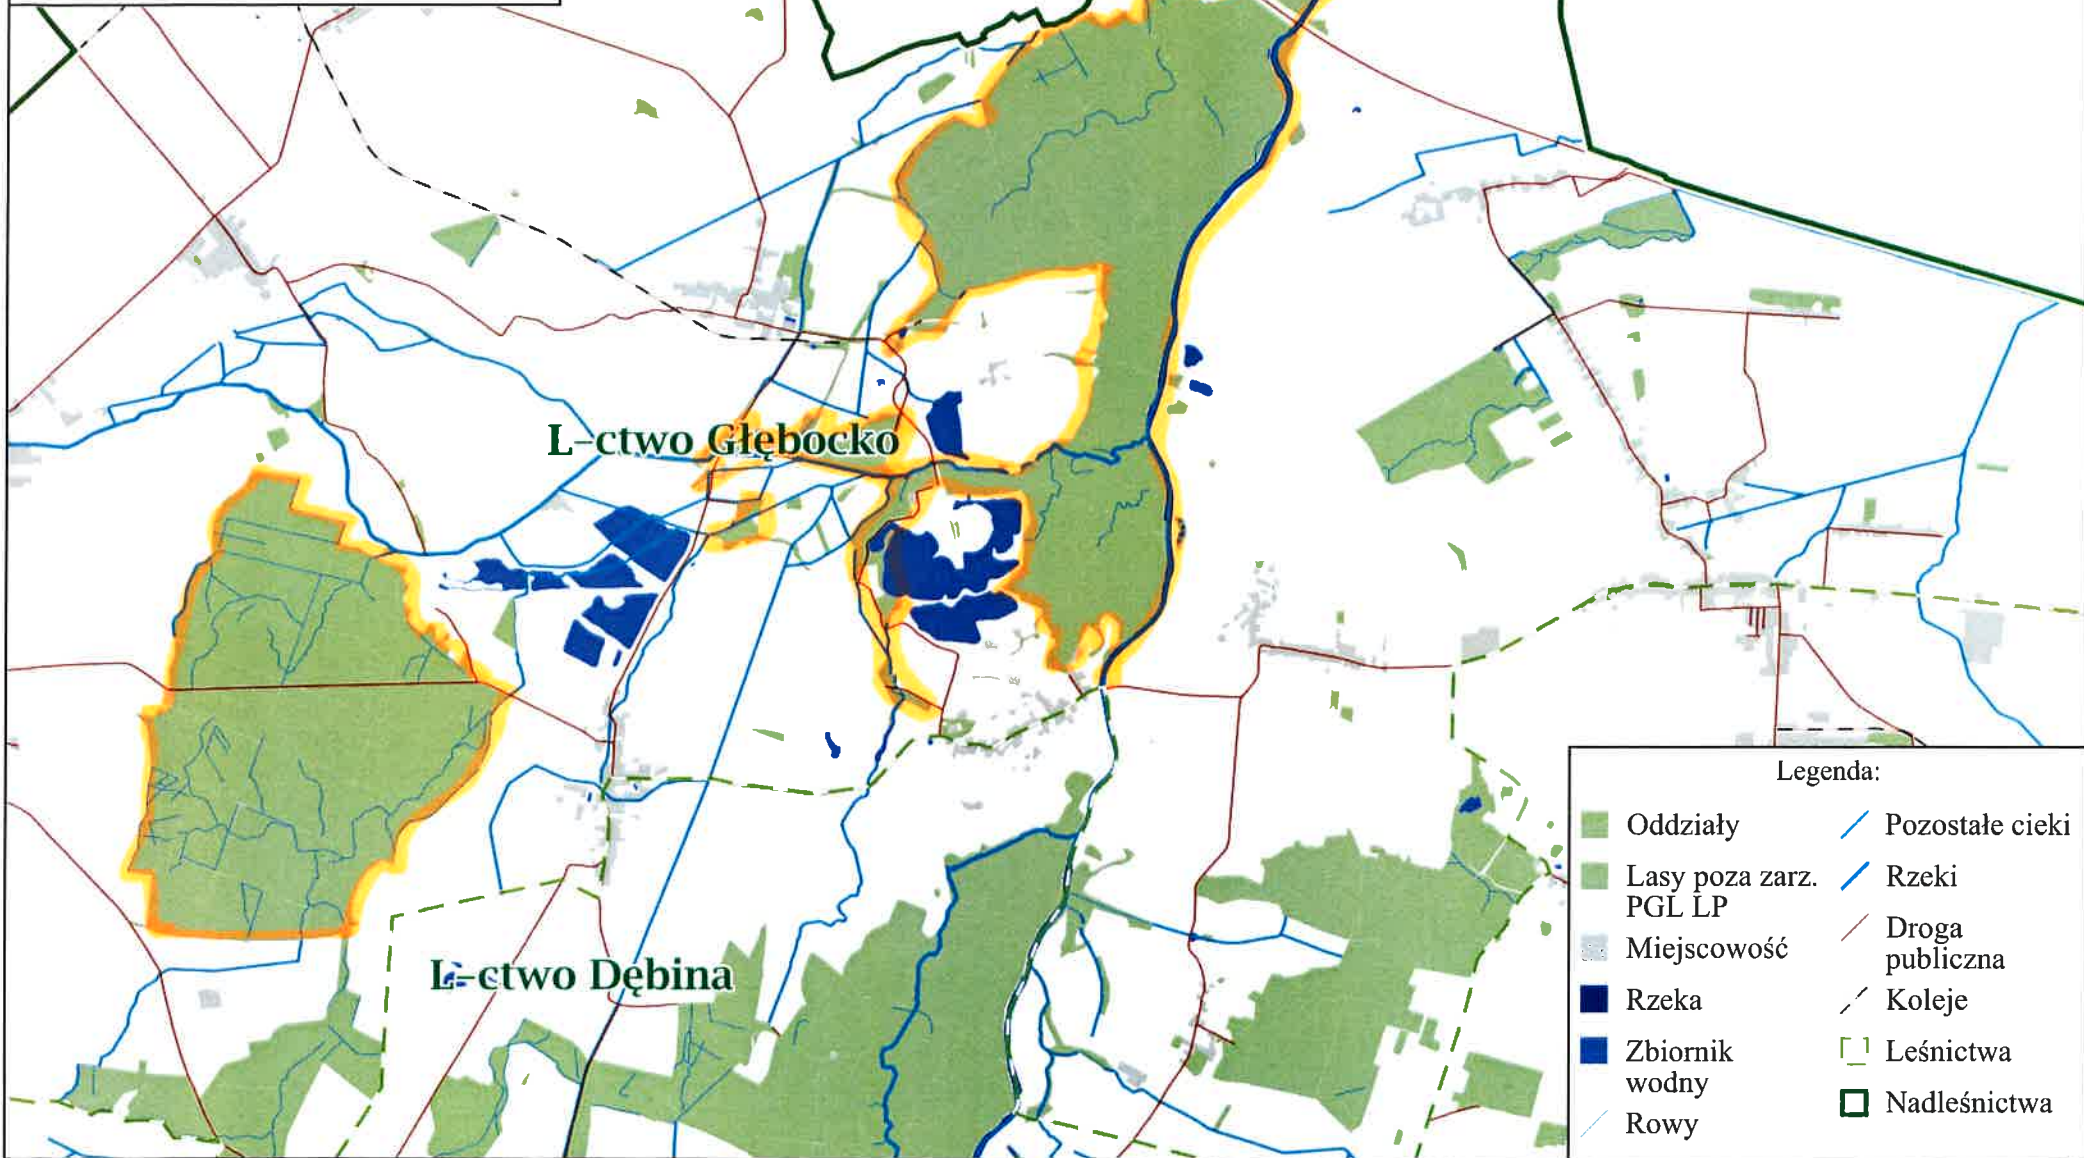 L-ctwo Głębocko
L-ctwo Dębina
Legenda:
Oddziały
Lasy poza zarz.
PGL LP
Miejscowość
Rzeka
Zbiornik
wodny
Rowy
Pozostałe cieki
Rzeki
Droga
publiczna
Koleje
Leśnictwa
Nadleśnictwa